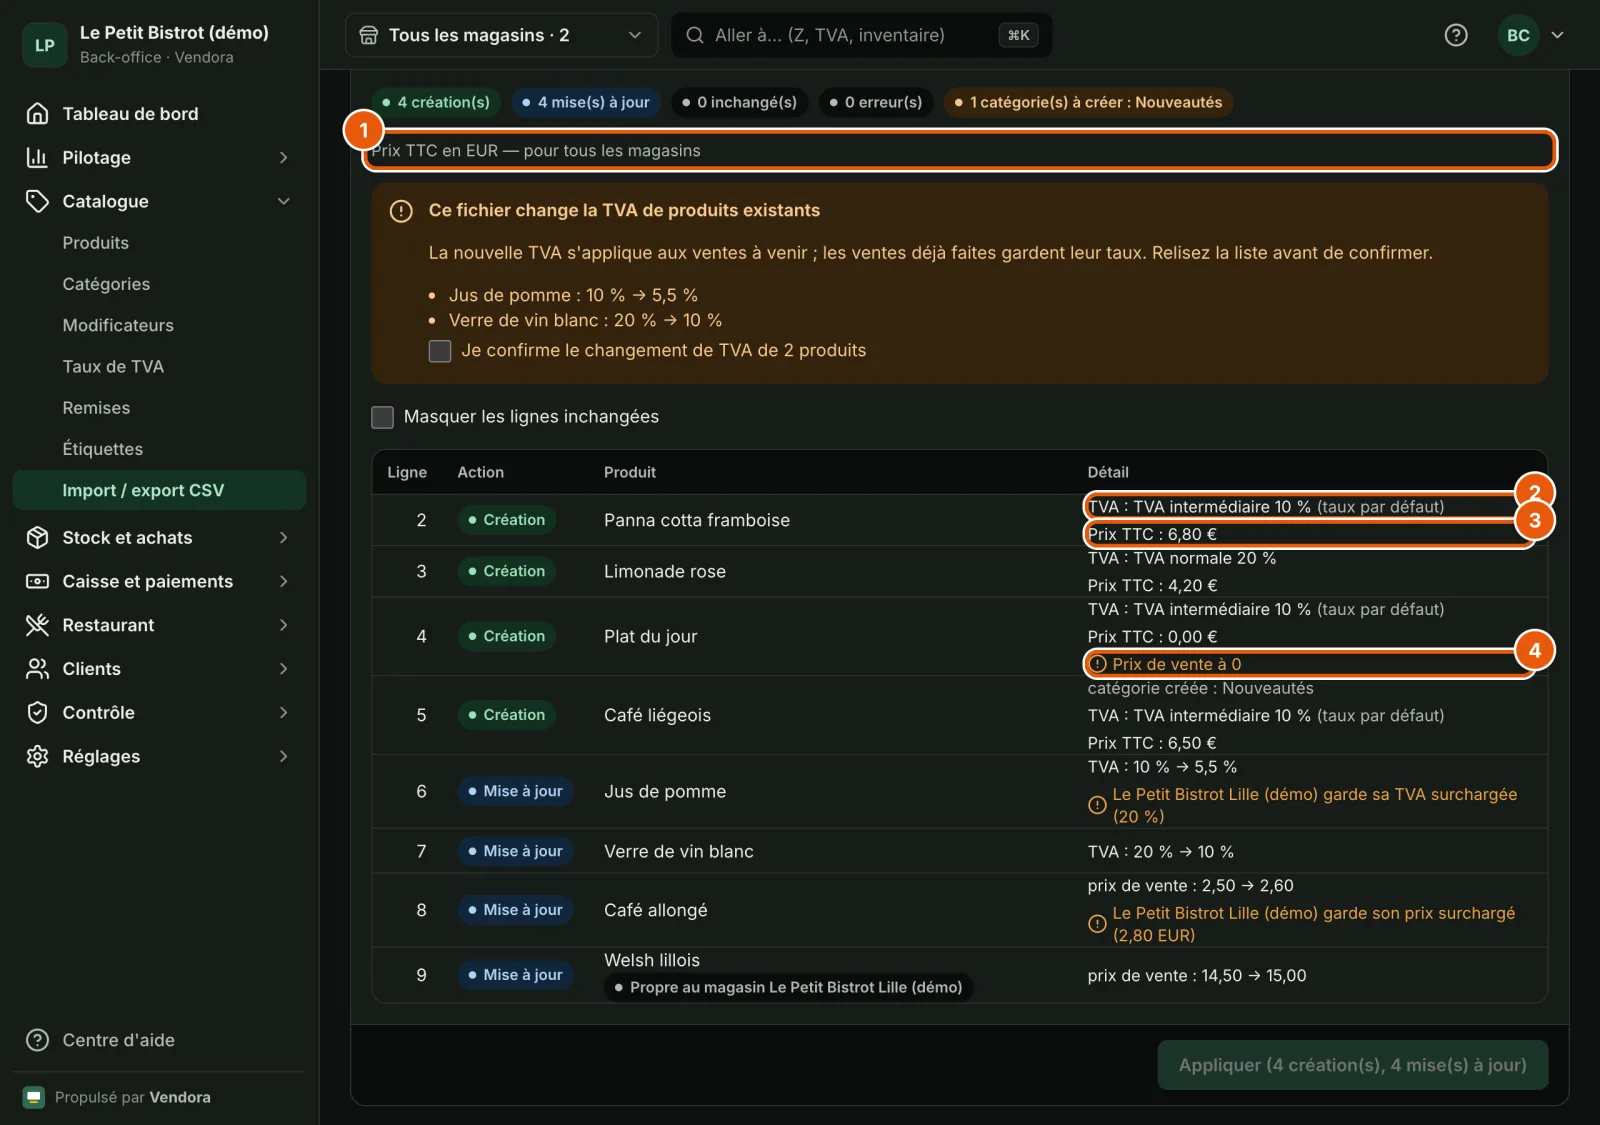 LP
Le Petit Bistrot (démo)
Back-office · Vendora
Tous les magasins · 2
Aller à... (Z, TVA, inventaire)
⌘K
BC
Tableau de bord
Pilotage
Catalogue
Produits
Catégories
Modificateurs
Taux de TVA
Remises
Étiquettes
Import / export CSV
Stock et achats
Caisse et paiements
Restaurant
Clients
Contrôle
Réglages
Centre d'aide
Propulsé par Vendora
4 création(s)
4 mise(s) à jour
0 inchangé(s)
0 erreur(s)
1 catégorie(s) à créer : Nouveautés
1
Prix TTC en EUR — pour tous les magasins
Ce fichier change la TVA de produits existants
La nouvelle TVA s'applique aux ventes à venir ; les ventes déjà faites gardent leur taux. Relisez la liste avant de confirmer.
• Jus de pomme : 10 % → 5,5 %
• Verre de vin blanc : 20 % → 10 %
Je confirme le changement de TVA de 2 produits
Masquer les lignes inchangées
Ligne Action Produit Détail
2 Création Panna cotta framboise
TVA : TVA intermédiaire 10 % (taux par défaut)
2
Prix TTC : 6,80 €
3
3 Création Limonade rose
TVA : TVA normale 20 %
Prix TTC : 4,20 €
4 Création Plat du jour
TVA : TVA intermédiaire 10 % (taux par défaut)
Prix TTC : 0,00 €
Prix de vente à 0
4
5 Création Café liégeois
catégorie créée : Nouveautés
TVA : TVA intermédiaire 10 % (taux par défaut)
Prix TTC : 6,50 €
6 Mise à jour Jus de pomme
TVA : 10 % → 5,5 %
Le Petit Bistrot Lille (démo) garde sa TVA surchargée
(20 %)
7 Mise à jour Verre de vin blanc
TVA : 20 % → 10 %
8 Mise à jour Café allongé
prix de vente : 2,50 → 2,60
Le Petit Bistrot Lille (démo) garde son prix surchargé
(2,80 EUR)
9 Mise à jour Welsh lillois
Propre au magasin Le Petit Bistrot Lille (démo)
prix de vente : 14,50 → 15,00
Appliquer (4 création(s), 4 mise(s) à jour)